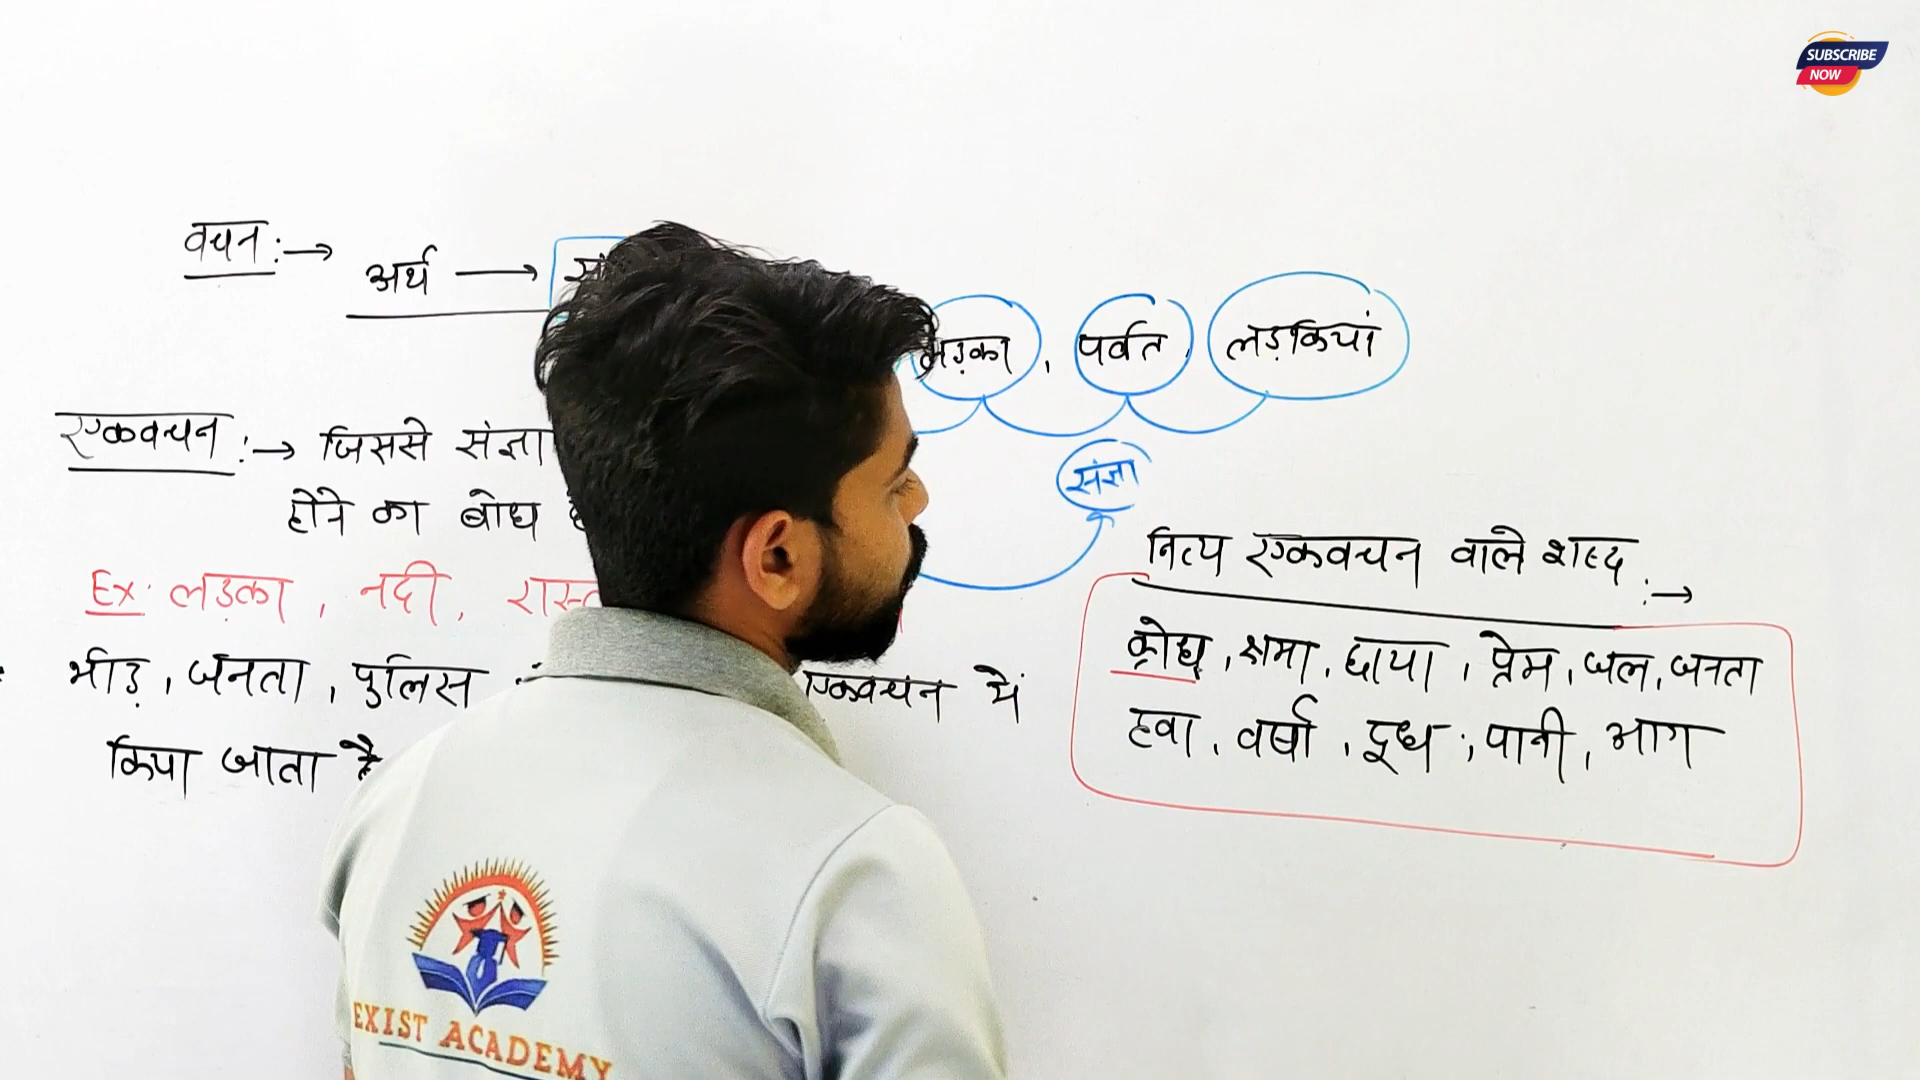 SUBSCRIBE
NOW
वचन :→
अर्थ →
लड़का , पर्वत , लड़कियां
एकवचन :→ जिससे संज्ञा
होने का बोध
संज्ञा
नित्य एकवचन वाले शब्द :→
Ex. लड़का , नदी ,
क्रोध , क्षमा , छाया , प्रेम , जल , जनता
भीड़ , जनता , पुलिस एकवचन में
हवा , वर्षा , दूध , पानी , आग
किया जाता है
EXIST ACADEMY